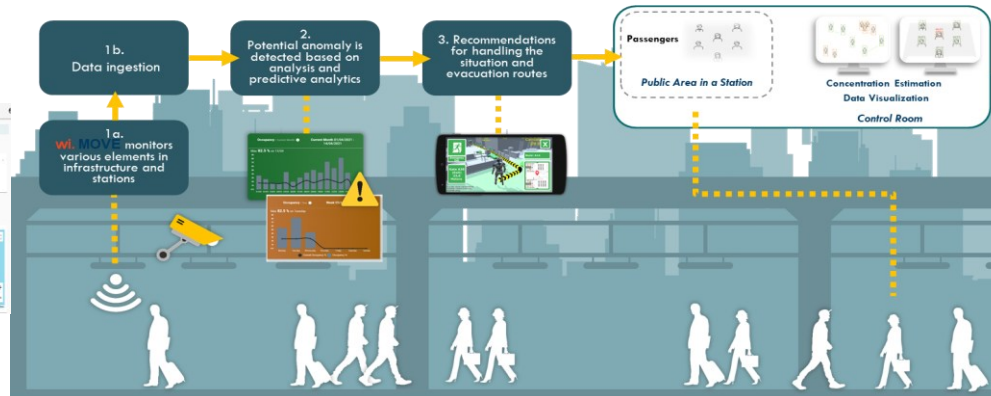 1b.
Data ingestion
2.
Potential anomaly is
detected based on
analysis and
predictive analytics
3. Recommendations
for handling the
situation and
evacuation routes
Passengers
Public Area in a Station
Concentration Estimation
Data Visualization
Control Room
1a.
wi. MOVE monitors
various elements in
infrastructure and
stations
Occupancy
Occupancy